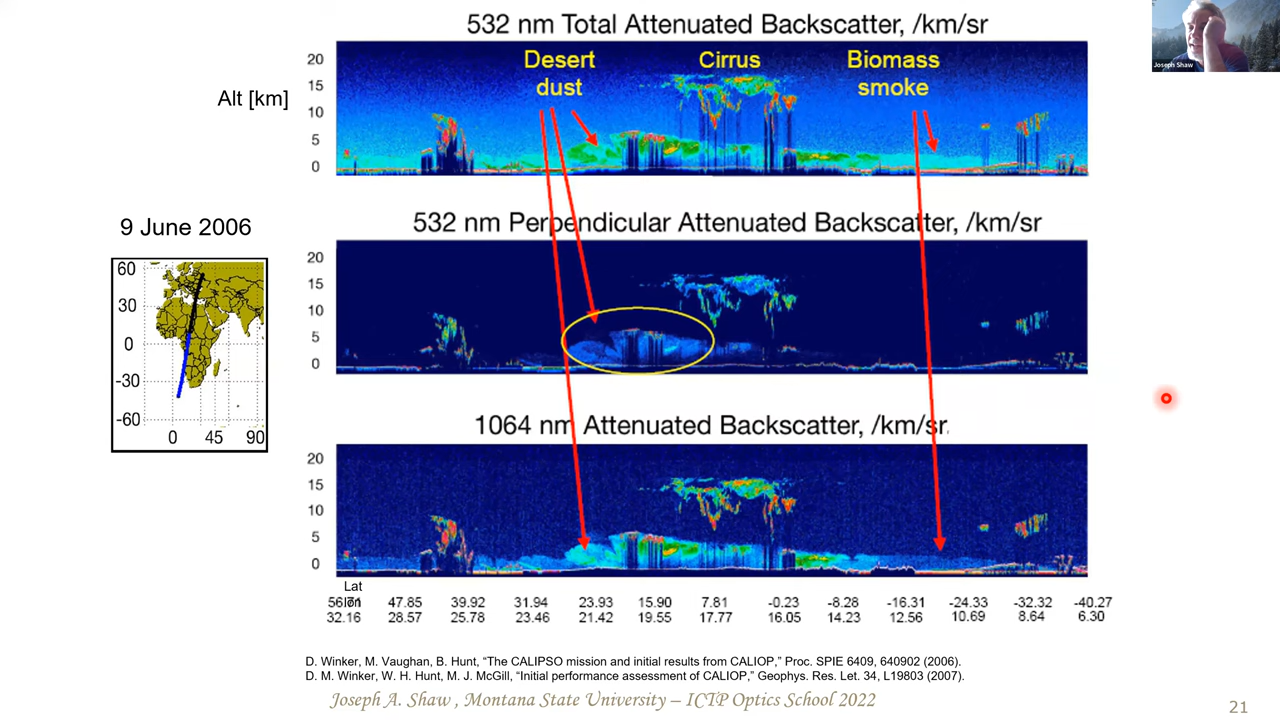 532 nm Total Attenuated Backscatter, /km/sr
Joseph Shaw
Alt [km]
20
15
10
5
0
Desert
dust
Cirrus
Biomass
smoke
9 June 2006
60
30
0
-30
-60
0 45 90
532 nm Perpendicular Attenuated Backscatter, /km/sr
20
15
10
5
0
1064 nm Attenuated Backscatter, /km/sr
20
15
10
5
0
Lat
lon
56.71 47.85 39.92 31.94 23.93 15.90 7.81 -0.23 -8.28 -16.31 -24.33 -32.32 -40.27
32.16 28.57 25.78 23.46 21.42 19.55 17.77 16.05 14.23 12.56 10.69 8.64 6.30
D. Winker, M. Vaughan, B. Hunt, “The CALIPSO mission and initial results from CALIOP,” Proc. SPIE 6409, 640902 (2006).
D. M. Winker, W. H. Hunt, M. J. McGill, “Initial performance assessment of CALIOP,” Geophys. Res. Let. 34, L19803 (2007).
Joseph A. Shaw , Montana State University – ICTP Optics School 2022
21